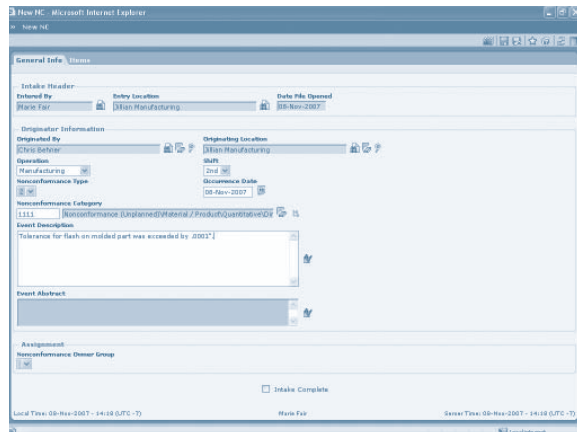 New NC - Microsoft Internet Explorer
» New NC
General Info Items
Intake Header
Entered By Entry Location Date File Opened
Marie Fair Jillian Manufacturing 08-Nov-2007
Originator Information
Originated By Originating Location
Chris Behner Jillian Manufacturing
Operation Shift
Manufacturing 2nd
Nonconformance Type Occurrence Date
08-Nov-2007
Nonconformance Category
1111 Nonconformance (Unplanned)\Material / Product\Quantitative\Di
Event Description
"Tolerance for flash on molded part was exceeded by .0001".
Event Abstract
Assignment
Nonconformance Owner Group
Intake Complete
Local Time: 08-Nov-2007 - 14:18 (UTC -7) Marie Fair Server Time: 08-Nov-2007 - 14:18 (UTC -7)